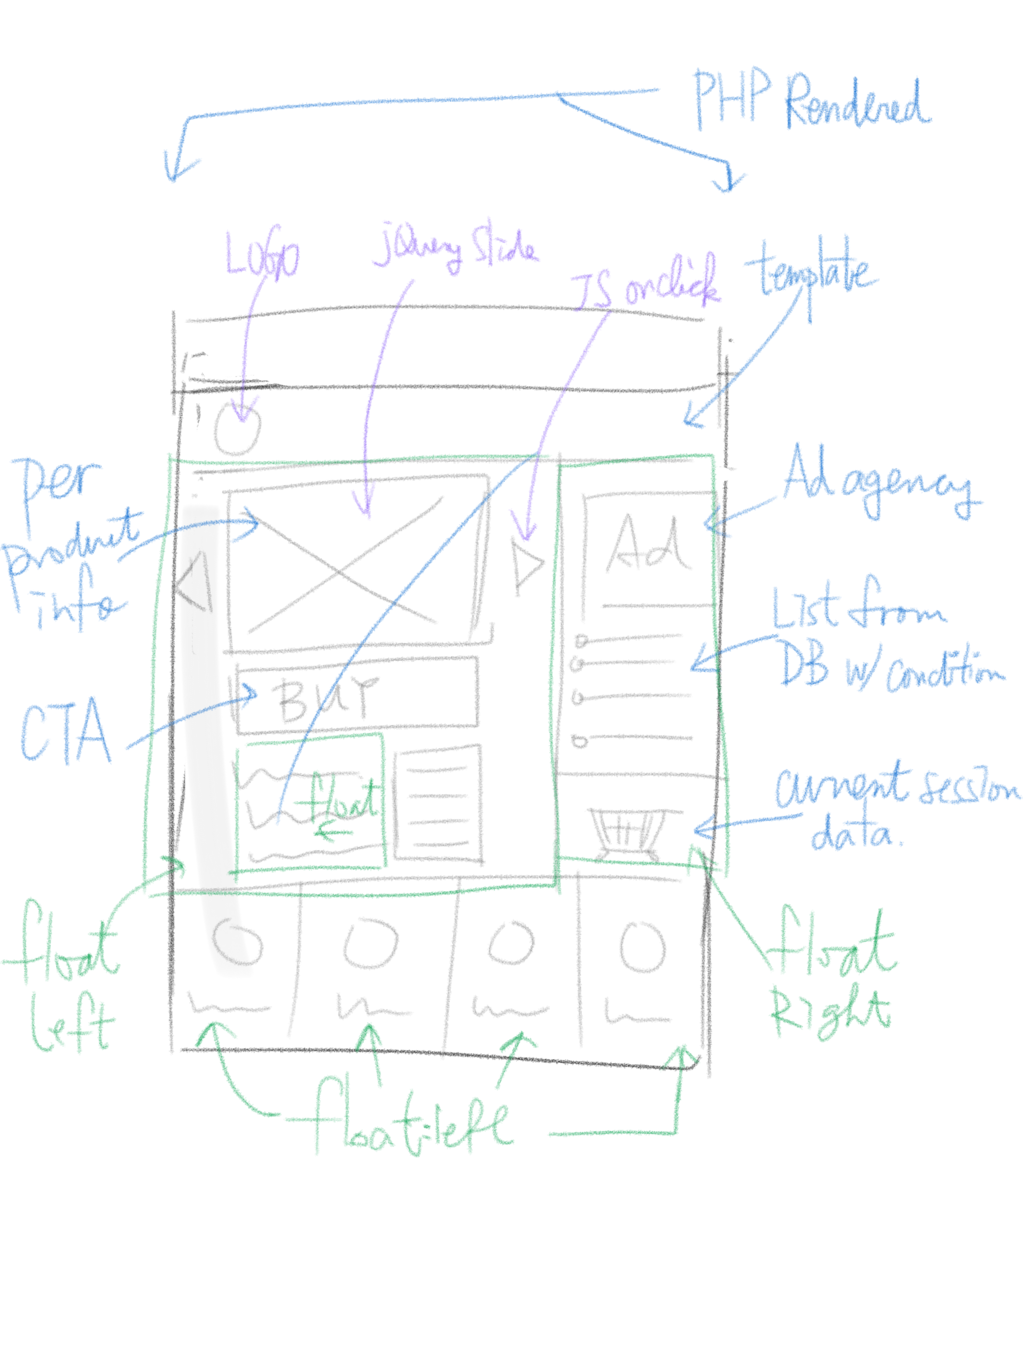 PHP Rendered
LOGO
jQuery Slide
JS onclick
template
per
product
info
Ad agency
Ad
List from
DB w/ condition
CTA
BUY
float
current session
data.
float
left
float
Right
float:left